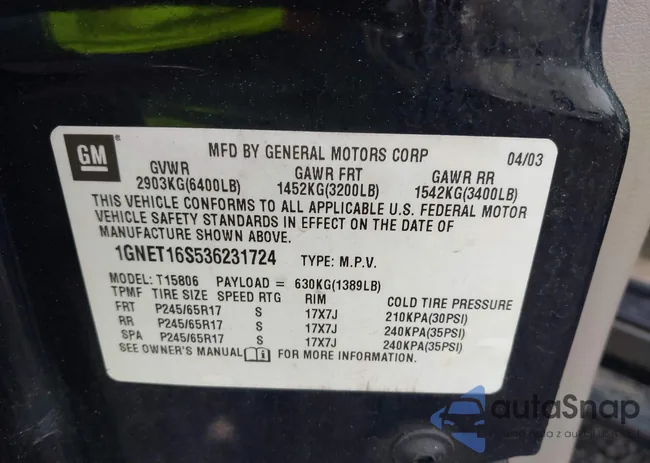 GM
MFD BY GENERAL MOTORS CORP 04/03
GVWR GAWR FRT GAWR RR
2903KG(6400LB) 1452KG(3200LB) 1542KG(3400LB)
THIS VEHICLE CONFORMS TO ALL APPLICABLE U.S. FEDERAL MOTOR
VEHICLE SAFETY STANDARDS IN EFFECT ON THE DATE OF
MANUFACTURE SHOWN ABOVE.
1GNET16S536231724 TYPE: M.P.V.
MODEL: T15806 PAYLOAD = 630KG(1389LB)
TPMF TIRE SIZE SPEED RTG RIM COLD TIRE PRESSURE
FRT P245/65R17 S 17X7J 210KPA(30PSI)
RR P245/65R17 S 17X7J 240KPA(35PSI)
SPA P245/65R17 S 17X7J 240KPA(35PSI)
SEE OWNER'S MANUAL FOR MORE INFORMATION.
autoSnap
auta z aut